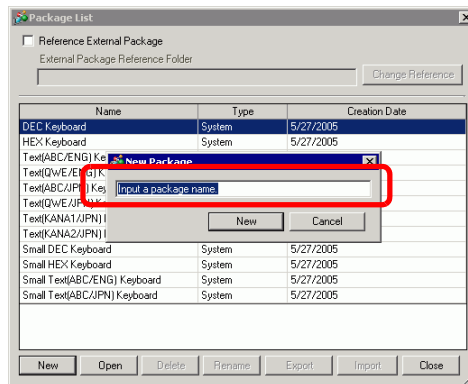 Package List
Reference External Package
External Package Reference Folder
Change Reference
Name Type Creation Date
DEC Keyboard System 5/27/2005
HEX Keyboard System 5/27/2005
Text(ABC/ENG) Ke
New Package
Text(QWE/ENG) K
Text(ABC/JPN) Key
Input a package name.
Text(QWE/JPN) Ke
Text(KANA1/JPN) 
New Cancel
Text(KANA2/JPN) 
Small DEC Keyboard System 5/27/2005
Small HEX Keyboard System 5/27/2005
Small Text(ABC/ENG) Keyboard System 5/27/2005
Small Text(ABC/JPN) Keyboard System 5/27/2005
New Open Delete Rename Export Import Close